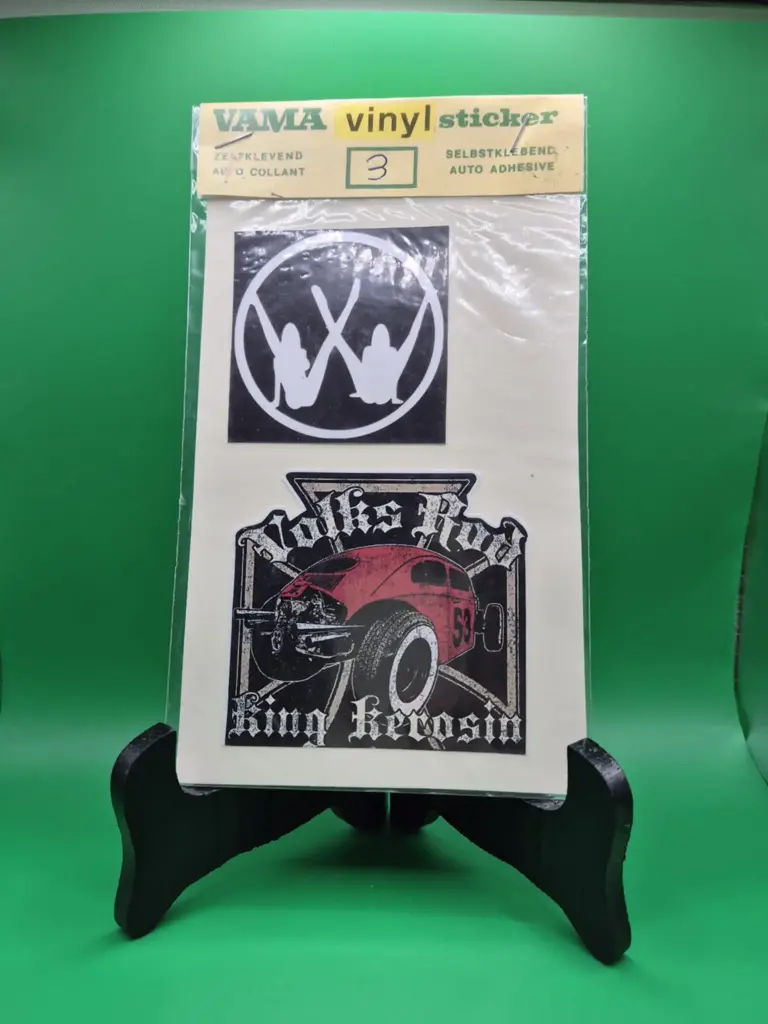 VAMA vinyl sticker
ZELFKLEVEND
AUTO COLLANT
3
SELBSTKLEBEND
AUTO ADHESIVE
Volks Rod
53
King Kerosin